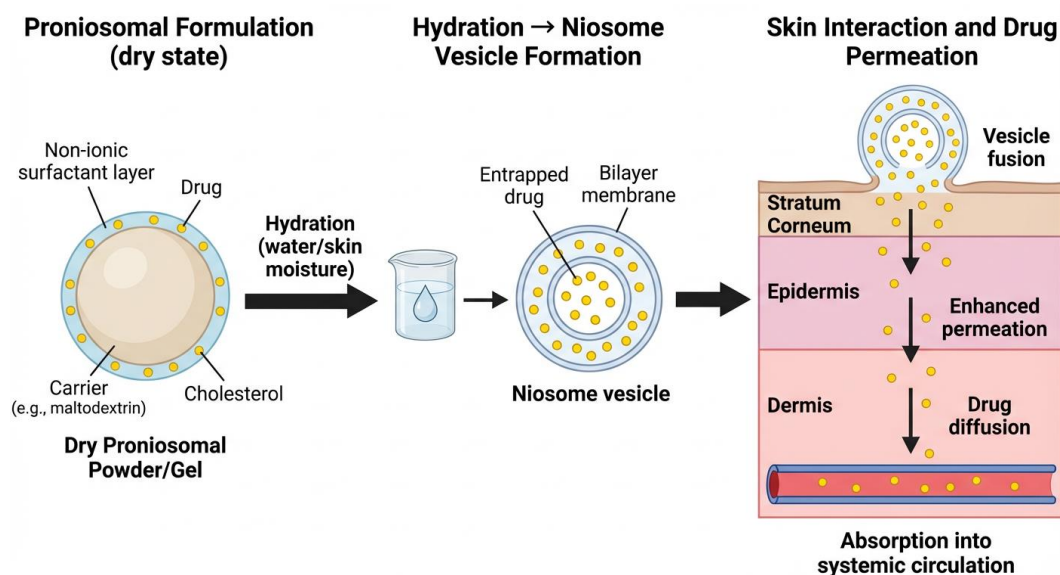 Proniosomal Formulation
(dry state)
Non-ionic
surfactant layer
Drug
Carrier
(e.g., maltodextrin)
Cholesterol
Dry Proniosomal
Powder/Gel
Hydration
(water/skin
moisture)
Hydration → Niosome
Vesicle Formation
Entrapped
drug
Bilayer
membrane
Niosome vesicle
Skin Interaction and Drug
Permeation
Vesicle
fusion
Stratum
Corneum
Epidermis
Enhanced
permeation
Dermis
Drug
diffusion
Absorption into
systemic circulation